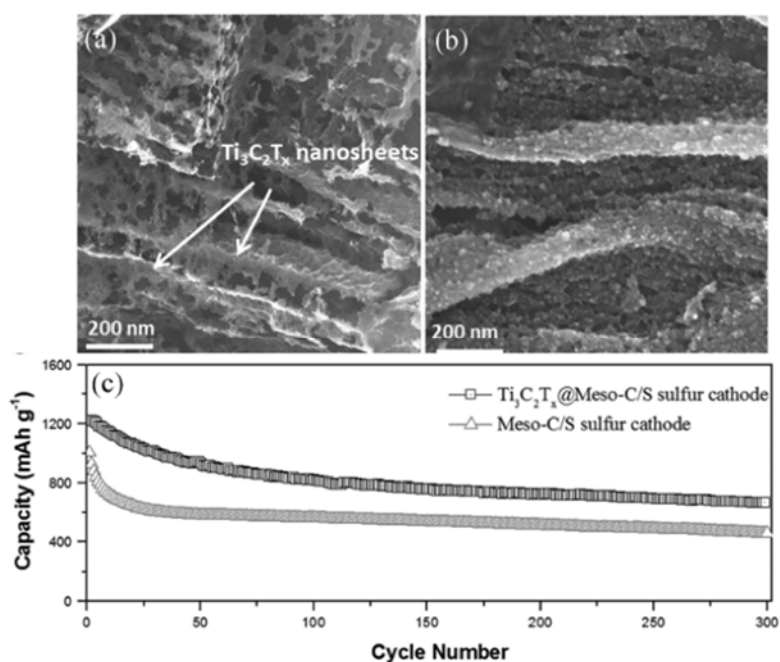 (a)
(b)
Ti₃C₂Tₓ nanosheets
200 nm
200 nm
(c)
1600
1200
800
400
0
Capacity (mAh g⁻¹)
Ti₃C₂Tₓ@Meso-C/S sulfur cathode
Meso-C/S sulfur cathode
0
50
100
150
200
250
300
Cycle Number